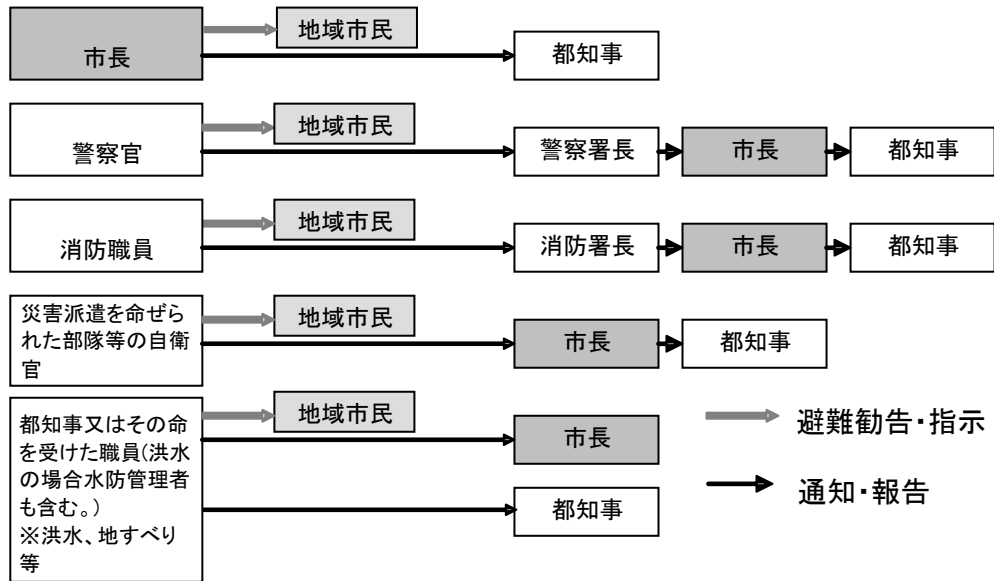 地域市民
市長
都知事
地域市民
警察官
警察署長
市長
都知事
地域市民
消防職員
消防署長
市長
都知事
災害派遣を命ぜら
れた部隊等の自衛
官
地域市民
市長
都知事
都知事又はその命
を受けた職員(洪水
の場合水防管理者
も含む。)
※洪水、地すべり
等
地域市民
市長
都知事
避難勧告・指示
通知・報告